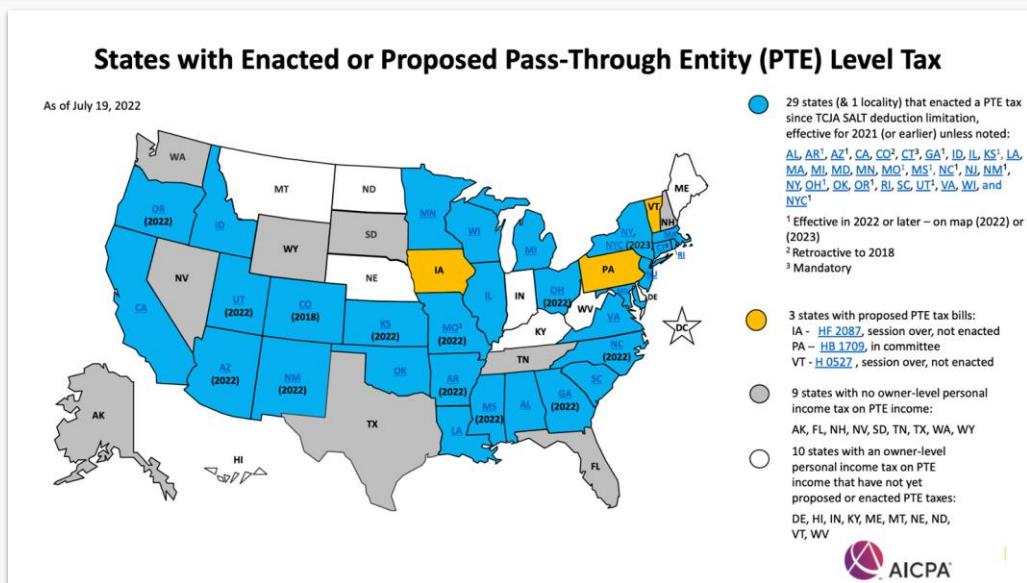 States with Enacted or Proposed Pass-Through Entity (PTE) Level Tax
As of July 19, 2022
WA
MT
ND
ME
OR
(2022)
ID
MN
VT
NH
SD
WI
NY,
NYC (2023)
MA
WY
MI
CT³
RI
IA
PA
NE
NJ
NV
OH
(2022)
MD
DE
IN
IL
UT
(2022)
CO
(2018)
WV
DC
CA
KS
(2022)
MO¹
(2022)
VA
KY
NC
(2022)
TN
AZ
(2022)
NM
(2022)
OK
AR
(2022)
SC
MS
(2022)
AL
GA
(2022)
AK
TX
LA
HI
FL
29 states (& 1 locality) that enacted a PTE tax
since TCJA SALT deduction limitation,
effective for 2021 (or earlier) unless noted:
AL, AR¹, AZ¹, CA, CO², CT³, GA¹, ID, IL, KS¹, LA,
MA, MI, MD, MN, MO¹, MS¹, NC¹, NJ, NM¹,
NY, OH¹, OK, OR¹, RI, SC, UT¹, VA, WI, and
NYC¹
¹ Effective in 2022 or later – on map (2022) or
(2023)
² Retroactive to 2018
³ Mandatory
3 states with proposed PTE tax bills:
IA - HF 2087, session over, not enacted
PA – HB 1709, in committee
VT - H 0527 , session over, not enacted
9 states with no owner-level personal
income tax on PTE income:
AK, FL, NH, NV, SD, TN, TX, WA, WY
10 states with an owner-level
personal income tax on PTE
income that have not yet
proposed or enacted PTE taxes:
DE, HI, IN, KY, ME, MT, NE, ND,
VT, WV
AICPA